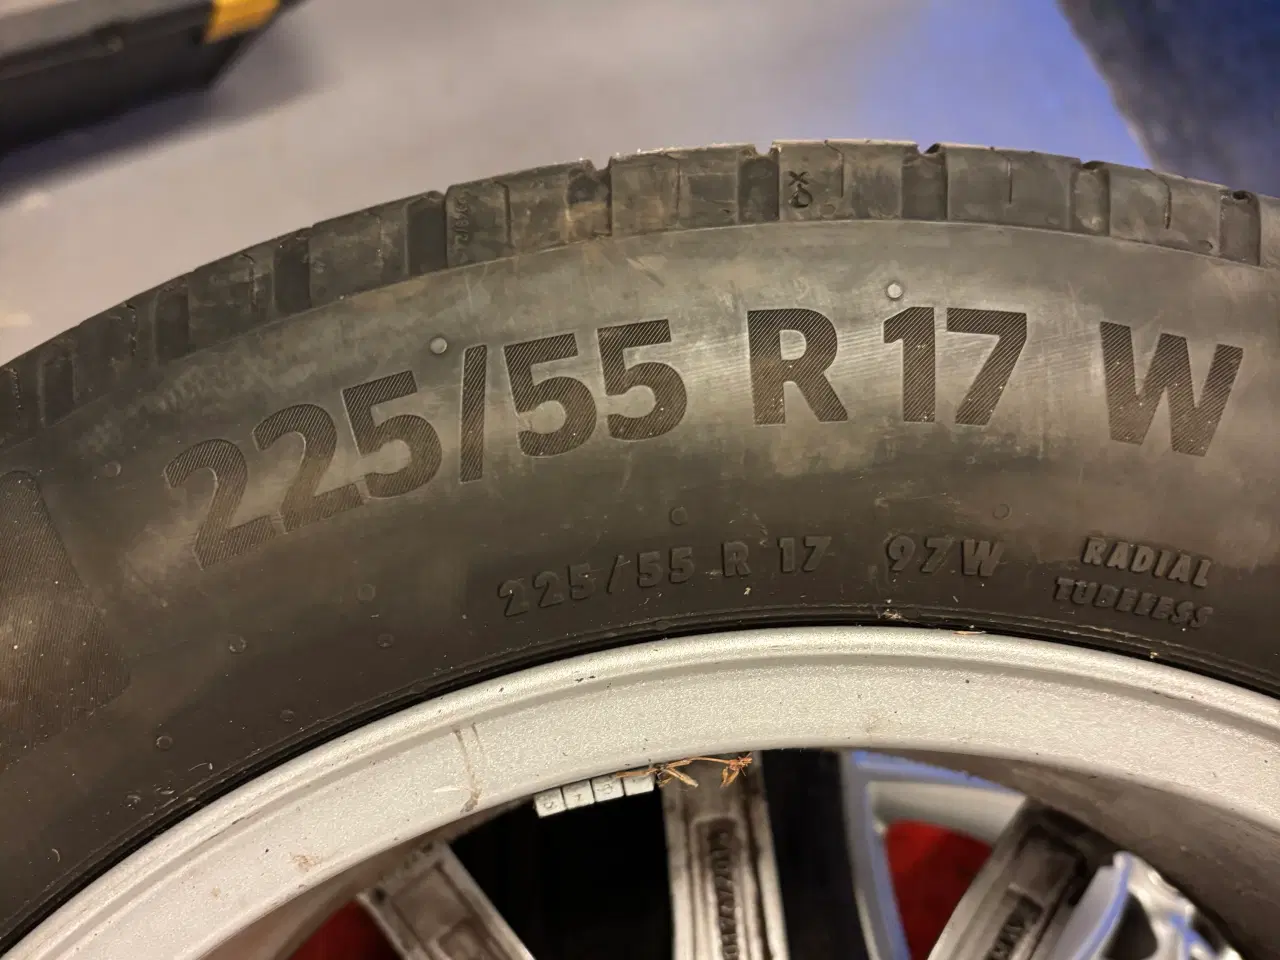 225/55 R 17 W
225/55 R 17 97W
RADIAL
TUBELESS